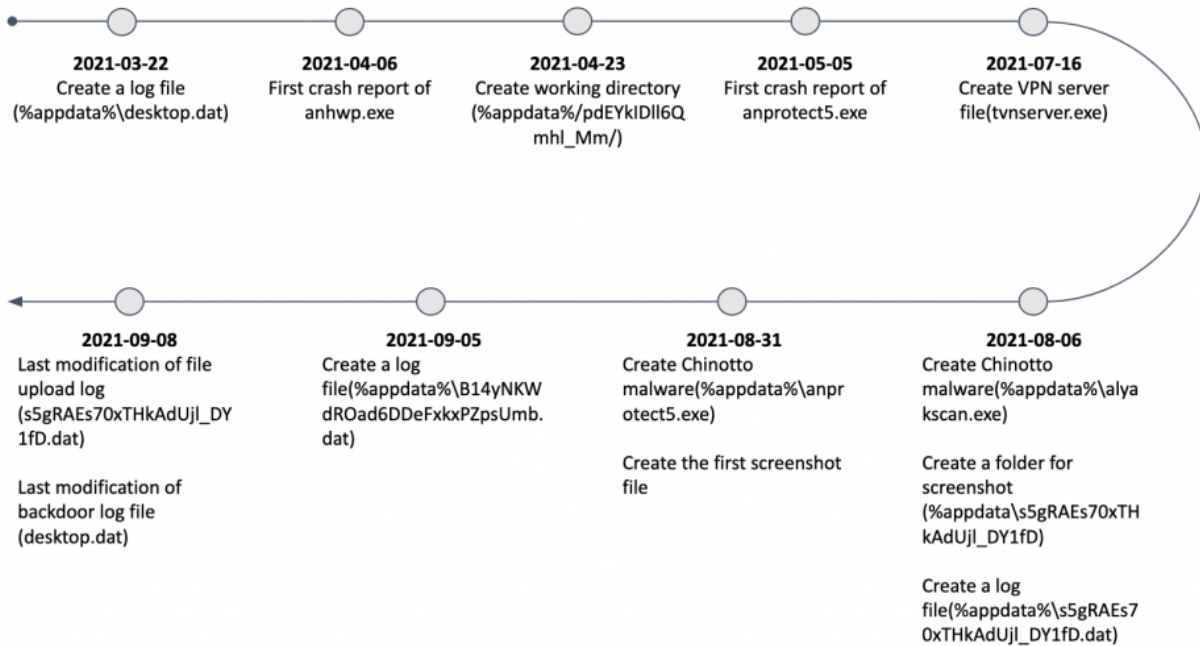 2021-03-22
Create a log file
(%appdata%\desktop.dat)
2021-04-06
First crash report of
anhwp.exe
2021-04-23
Create working directory
(%appdata%/pdEYkIDll6Q
mhl_Mm/)
2021-05-05
First crash report of
anprotect5.exe
2021-07-16
Create VPN server
file(tvnserver.exe)
2021-09-08
Last modification of file
upload log
(s5gRAEs70xTHkAdUjl_DY
1fD.dat)
Last modification of
backdoor log file
(desktop.dat)
2021-09-05
Create a log
file(%appdata%\B14yNKW
dROad6DDeFxkxPZpsUmb.
dat)
2021-08-31
Create Chinotto
malware(%appdata%\anpr
otect5.exe)
Create the first screenshot
file
2021-08-06
Create Chinotto
malware(%appdata%\alya
kscan.exe)
Create a folder for
screenshot
(%appdata\s5gRAEs70xTH
kAdUjl_DY1fD)
Create a log
file(%appdata%\s5gRAEs7
0xTHkAdUjl_DY1fD.dat)